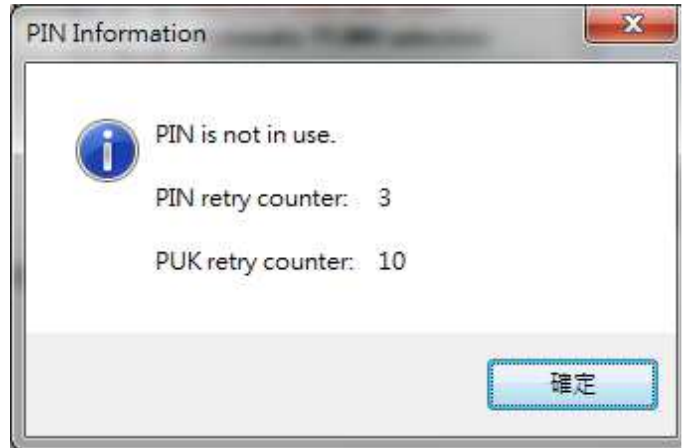 PIN Information
PIN is not in use.
PIN retry counter: 3
PUK retry counter: 10
確定